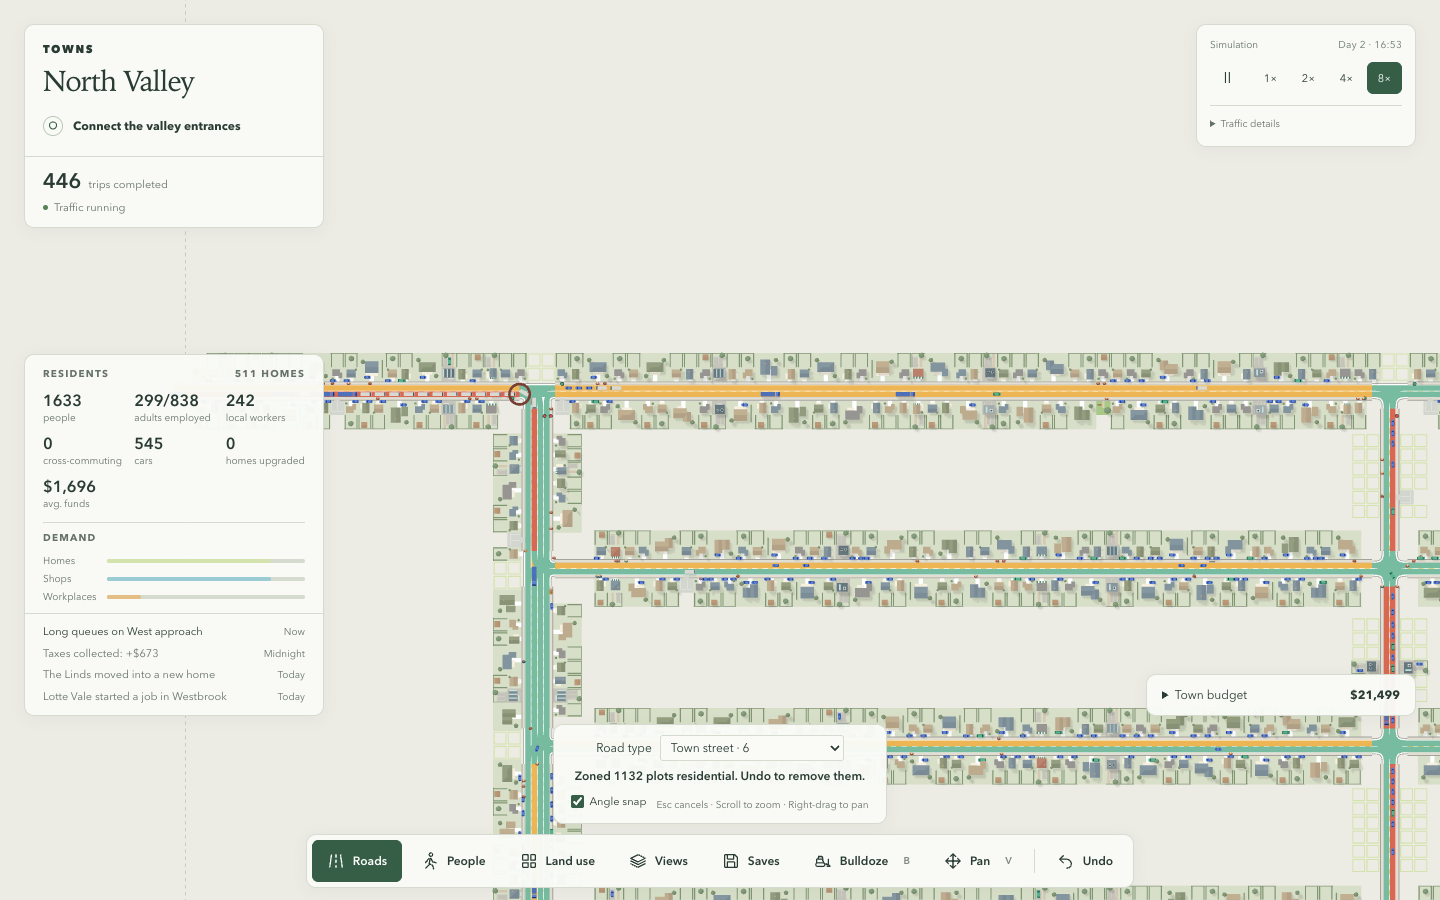 TOWNS
North Valley
Connect the valley entrances
446 trips completed
Traffic running
Simulation
Day 2 · 16:53
1×
2×
4×
8×
Traffic details
RESIDENTS
511 HOMES
1633
299/838
242
people
adults employed
local workers
0
545
0
cross-commuting
cars
homes upgraded
$1,696
avg. funds
DEMAND
Homes
Shops
Workplaces
Long queues on West approach
Now
Taxes collected: +$673
Midnight
The Linds moved into a new home
Today
Lotte Vale started a job in Westbrook
Today
Town budget
$21,499
Road type
Town street · 6
Zoned 1132 plots residential. Undo to remove them.
Angle snap
Esc cancels · Scroll to zoom · Right-drag to pan
Roads
People
Land use
Views
Saves
Bulldoze B
Pan V
Undo